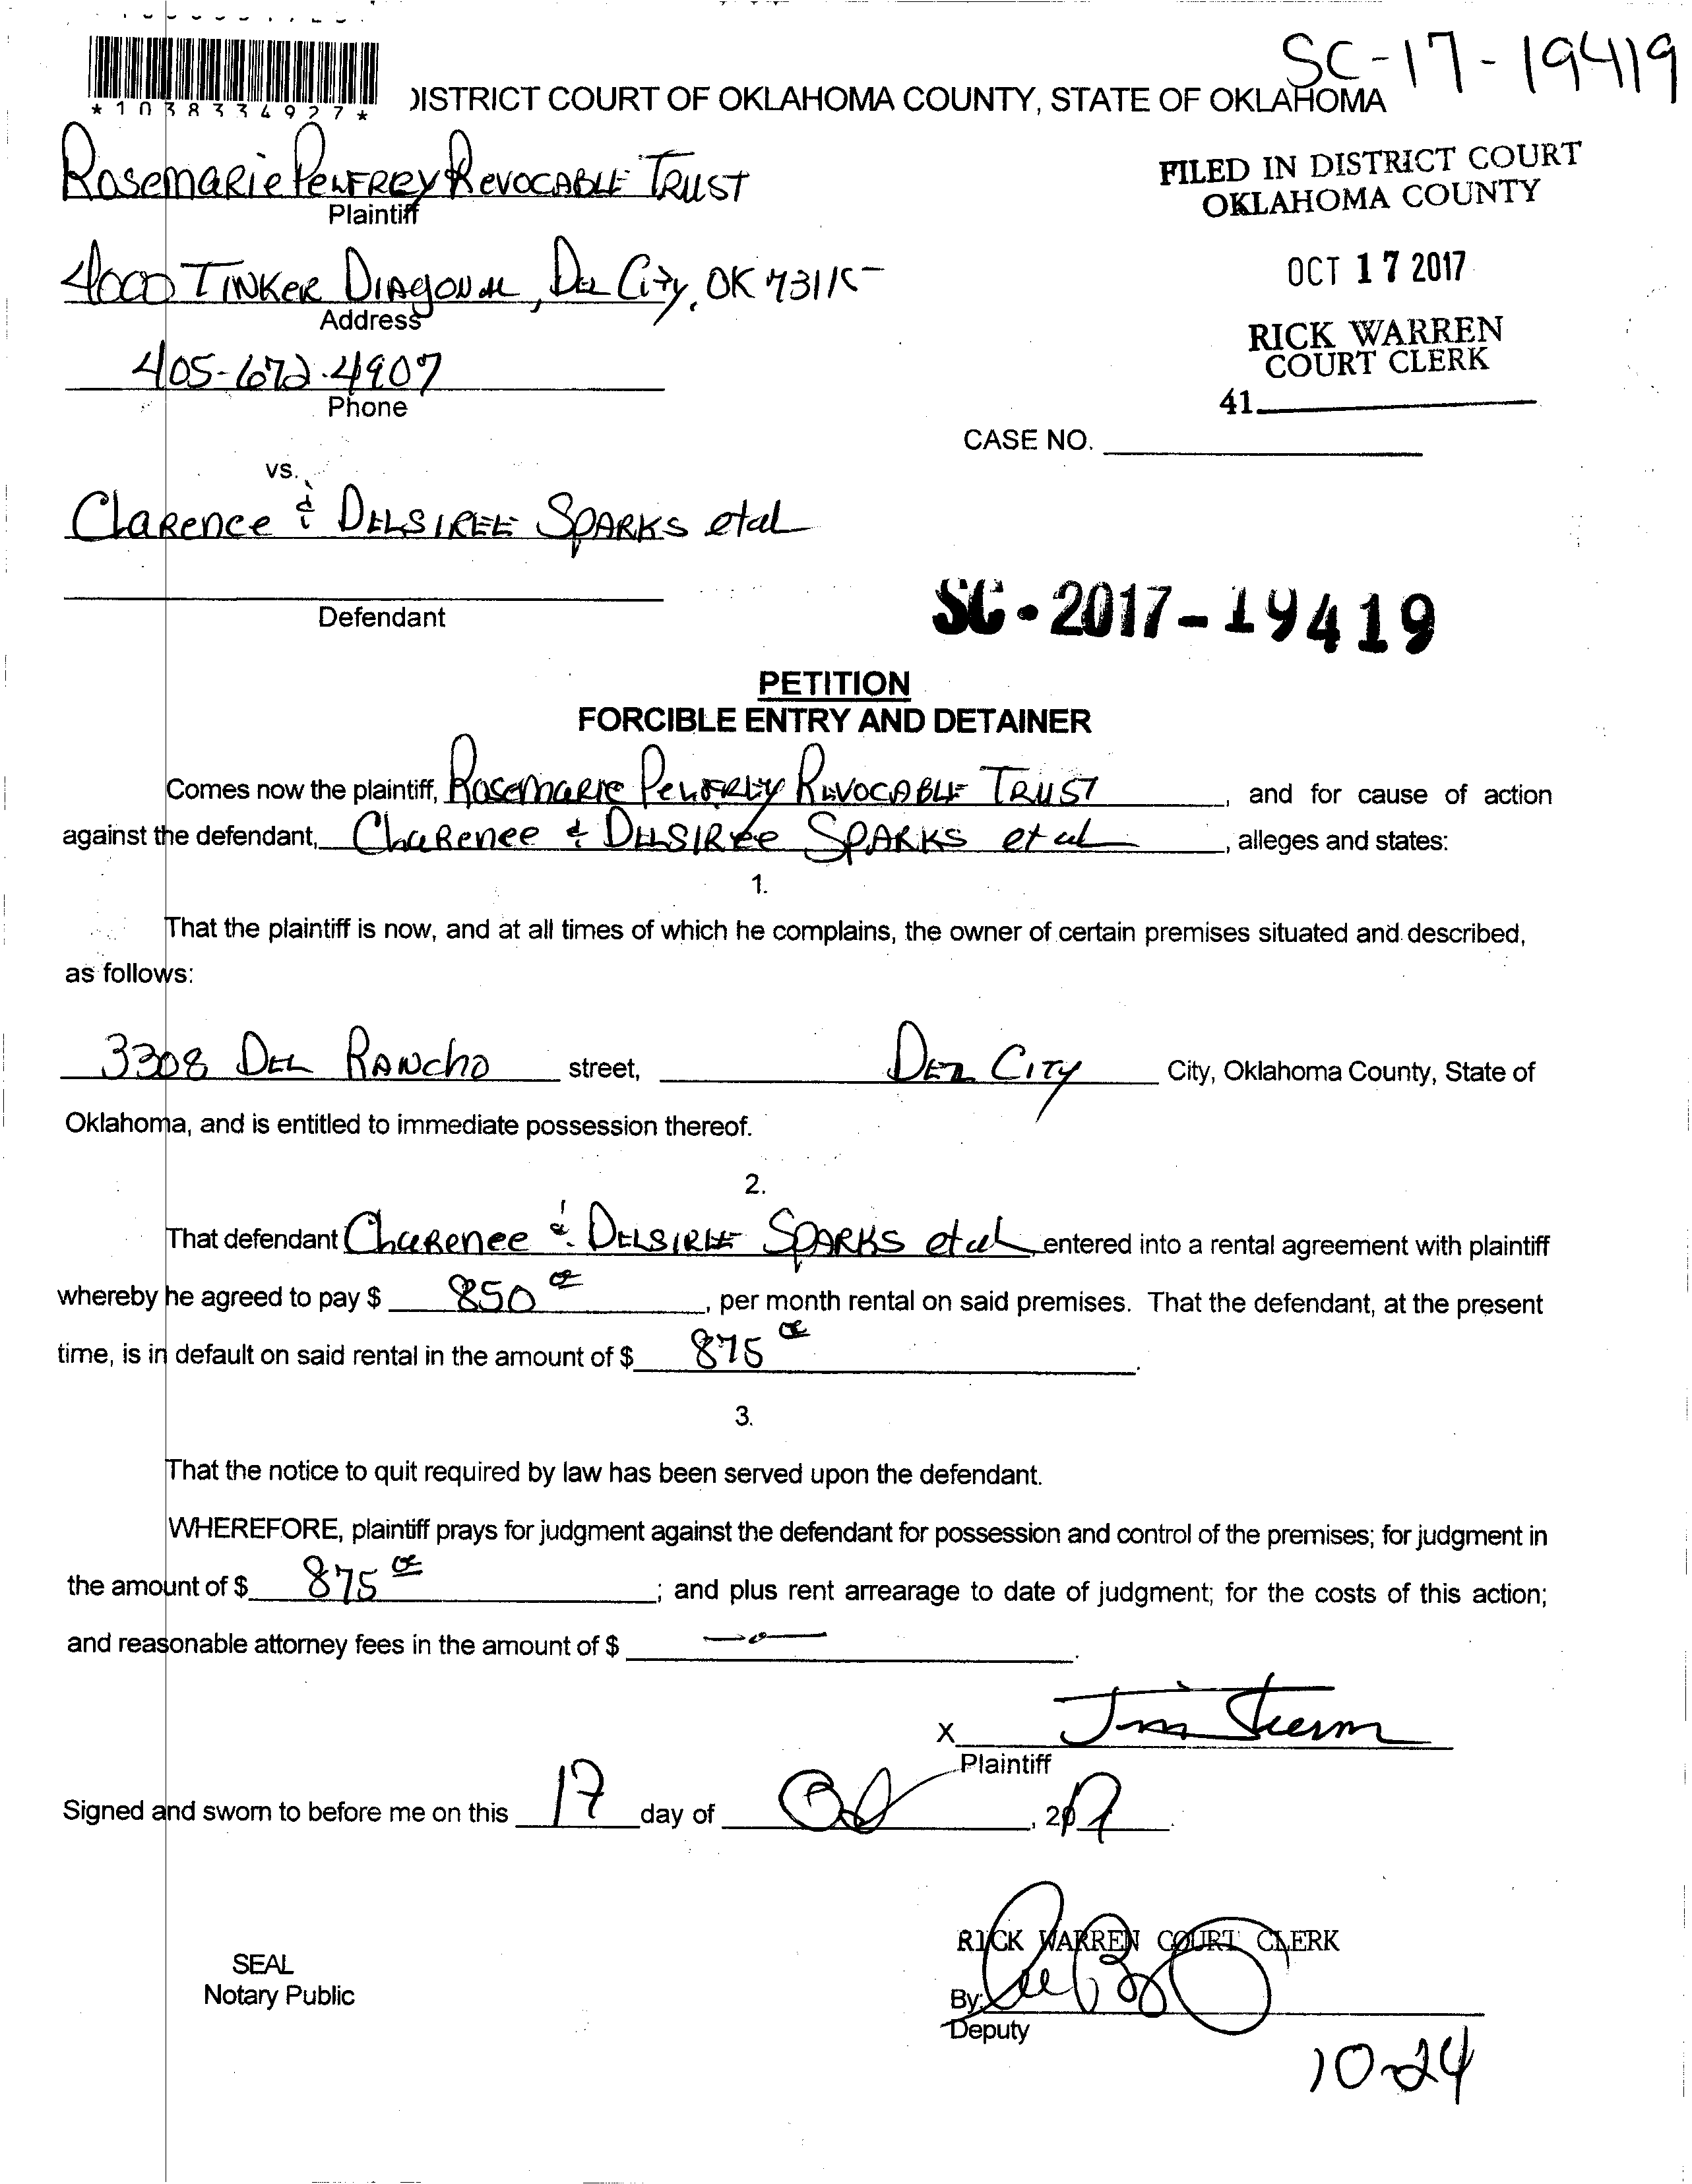 SC-17-19419
*1038334927*
DISTRICT COURT OF OKLAHOMA COUNTY, STATE OF OKLAHOMA
Rosemarie Penfrey Revocable Trust
Plaintiff
FILED IN DISTRICT COURT
OKLAHOMA COUNTY
4000 Tinker Diagonal, Del City, OK 73115
Address
OCT 17 2017
405-672-4907
Phone
RICK WARREN
COURT CLERK
41
CASE NO.
vs.
Clarence & Delsiree Sparks etal
Defendant
SC-2017-19419
PETITION
FORCIBLE ENTRY AND DETAINER
Comes now the plaintiff, Rosemarie Penfrey Revocable Trust, and for cause of action
against the defendant, Clarence & Delsiree Sparks et al, alleges and states:
1.
That the plaintiff is now, and at all times of which he complains, the owner of certain premises situated and described,
as follows:
3308 Del Rancho street, Del City City, Oklahoma County, State of
Oklahoma, and is entitled to immediate possession thereof.
2.
That defendant Clarence & Delsiree Sparks et al entered into a rental agreement with plaintiff
whereby he agreed to pay $ 850, per month rental on said premises. That the defendant, at the present
time, is in default on said rental in the amount of $ 875.
3.
That the notice to quit required by law has been served upon the defendant.
WHEREFORE, plaintiff prays for judgment against the defendant for possession and control of the premises; for judgment in
the amount of $ 875; and plus rent arrearage to date of judgment; for the costs of this action;
and reasonable attorney fees in the amount of $ -0-.
X
Plaintiff
Signed and sworn to before me on this 17 day of Oct, 2017.
RICK WARREN COURT CLERK
SEAL
Notary Public
By:
Deputy
10-24